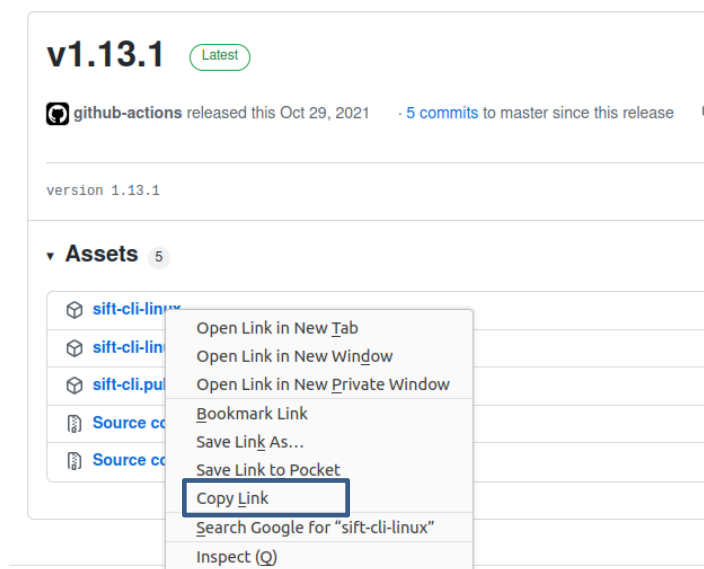 v1.13.1 Latest
github-actions released this Oct 29, 2021 · 5 commits to master since this release
version 1.13.1
Assets 5
sift-cli-linux
sift-cli-lin
sift-cli.pu
Source co
Source co
Open Link in New Tab
Open Link in New Window
Open Link in New Private Window
Bookmark Link
Save Link As…
Save Link to Pocket
Copy Link
Search Google for “sift-cli-linux”
Inspect (Q)